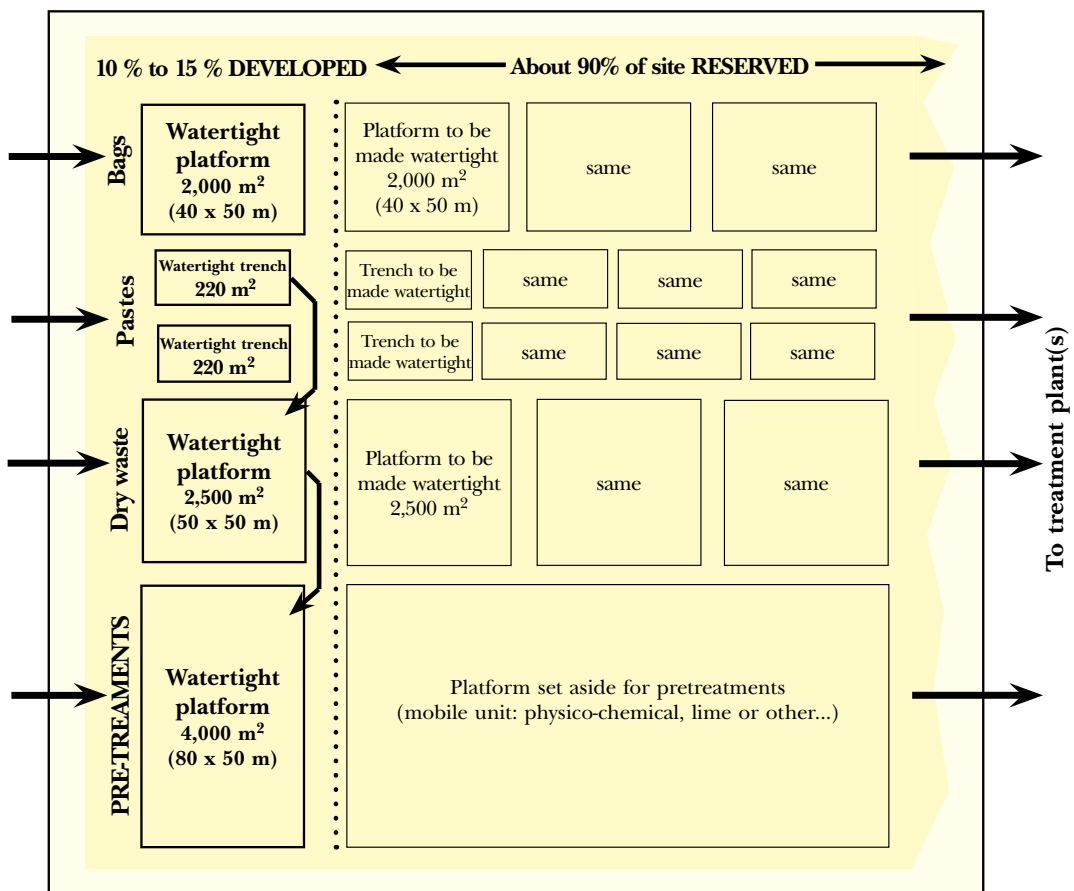 10 % to 15 % DEVELOPED
About 90% of site RESERVED
Bags
Watertight
platform
2,000 m²
(40 x 50 m)
Platform to be
made watertight
2,000 m²
(40 x 50 m)
same
same
Pastes
Watertight trench
220 m²
Trench to be
made watertight
same
same
same
Watertight trench
220 m²
Trench to be
made watertight
same
same
same
Dry waste
Watertight
platform
2,500 m²
(50 x 50 m)
Platform to be
made watertight
2,500 m²
same
same
PRE-TREAMENTS
Watertight
platform
4,000 m²
(80 x 50 m)
Platform set aside for pretreatments
(mobile unit: physico-chemical, lime or other...)
To treatment plant(s)